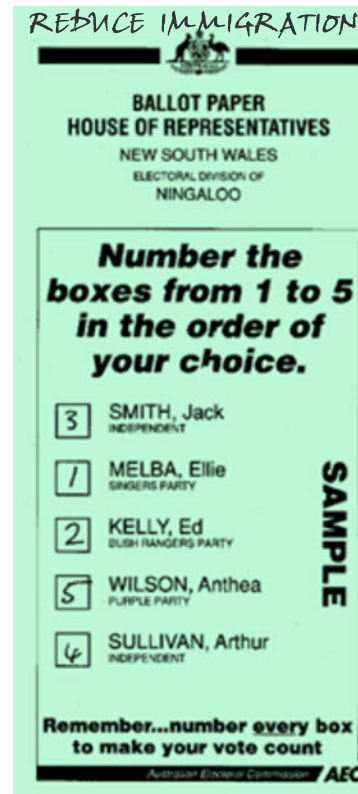 REDUCE IMMIGRATION
BALLOT PAPER
HOUSE OF REPRESENTATIVES
NEW SOUTH WALES
ELECTORAL DIVISION OF
NINGALOO
Number the
boxes from 1 to 5
in the order of
your choice.
3 SMITH, Jack
INDEPENDENT
1 MELBA, Ellie
SINGERS PARTY
2 KELLY, Ed
BUSH RANGERS PARTY
5 WILSON, Anthea
PURPLE PARTY
4 SULLIVAN, Arthur
INDEPENDENT
SAMPLE
Remember...number every box
to make your vote count
Australian Electoral Commission AEC